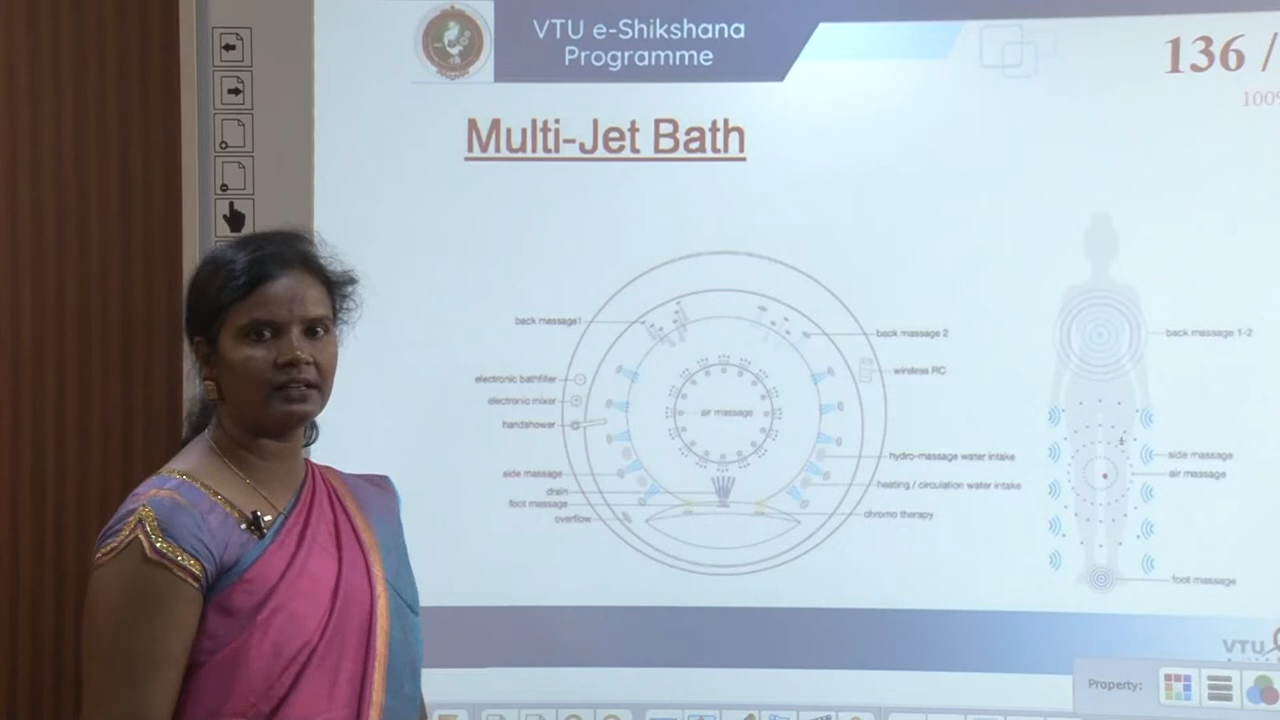 VTU e-Shikshana
Programme
136 /
100%
Multi-Jet Bath
back massage1
electronic bathfiller
electronic mixer
handshower
side massage
drain
foot massage
overflow
air massage
back massage 2
wireless RC
hydro-massage water intake
heating / circulation water intake
chromo therapy
back massage 1-2
side massage
air massage
foot massage
VTU
Property: